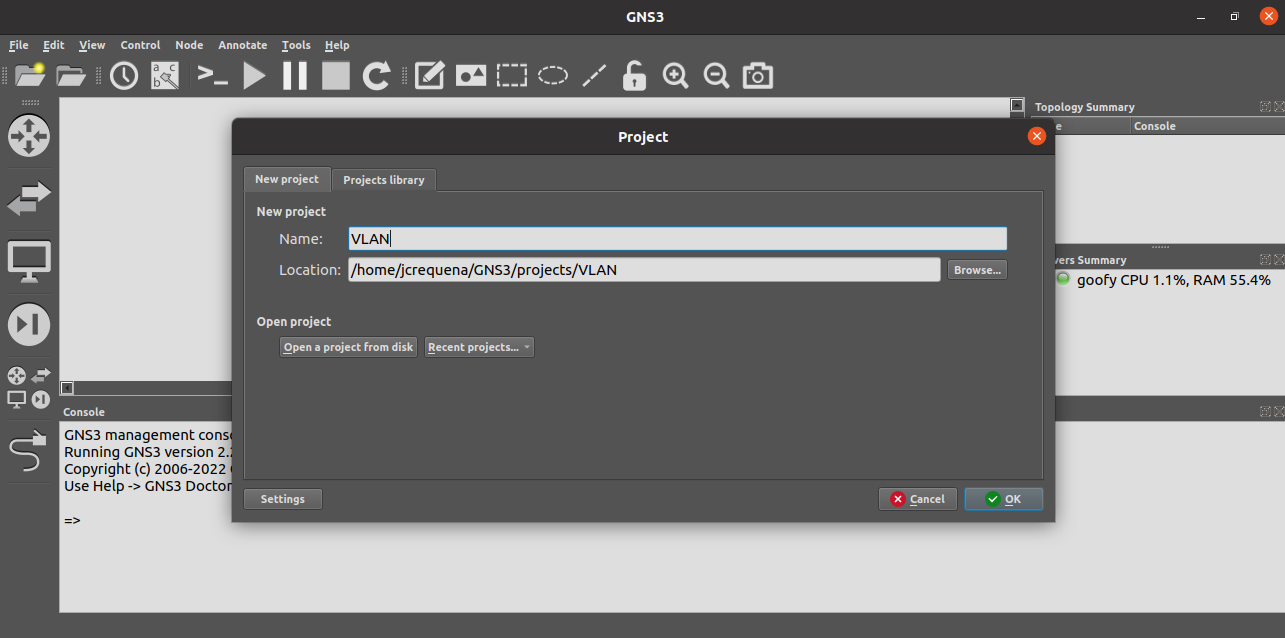 GNS3
File Edit View Control Node Annotate Tools Help
Topology Summary
Console
Project
New project Projects library
New project
Name: VLAN
Location: /home/jcrequena/GNS3/projects/VLAN Browse...
Open project
Open a project from disk Recent projects...
Settings Cancel OK
vers Summary
goofy CPU 1.1%, RAM 55.4%
Console
GNS3 management conso
Running GNS3 version 2.
Copyright (c) 2006-2022
Use Help -> GNS3 Doctor
=>